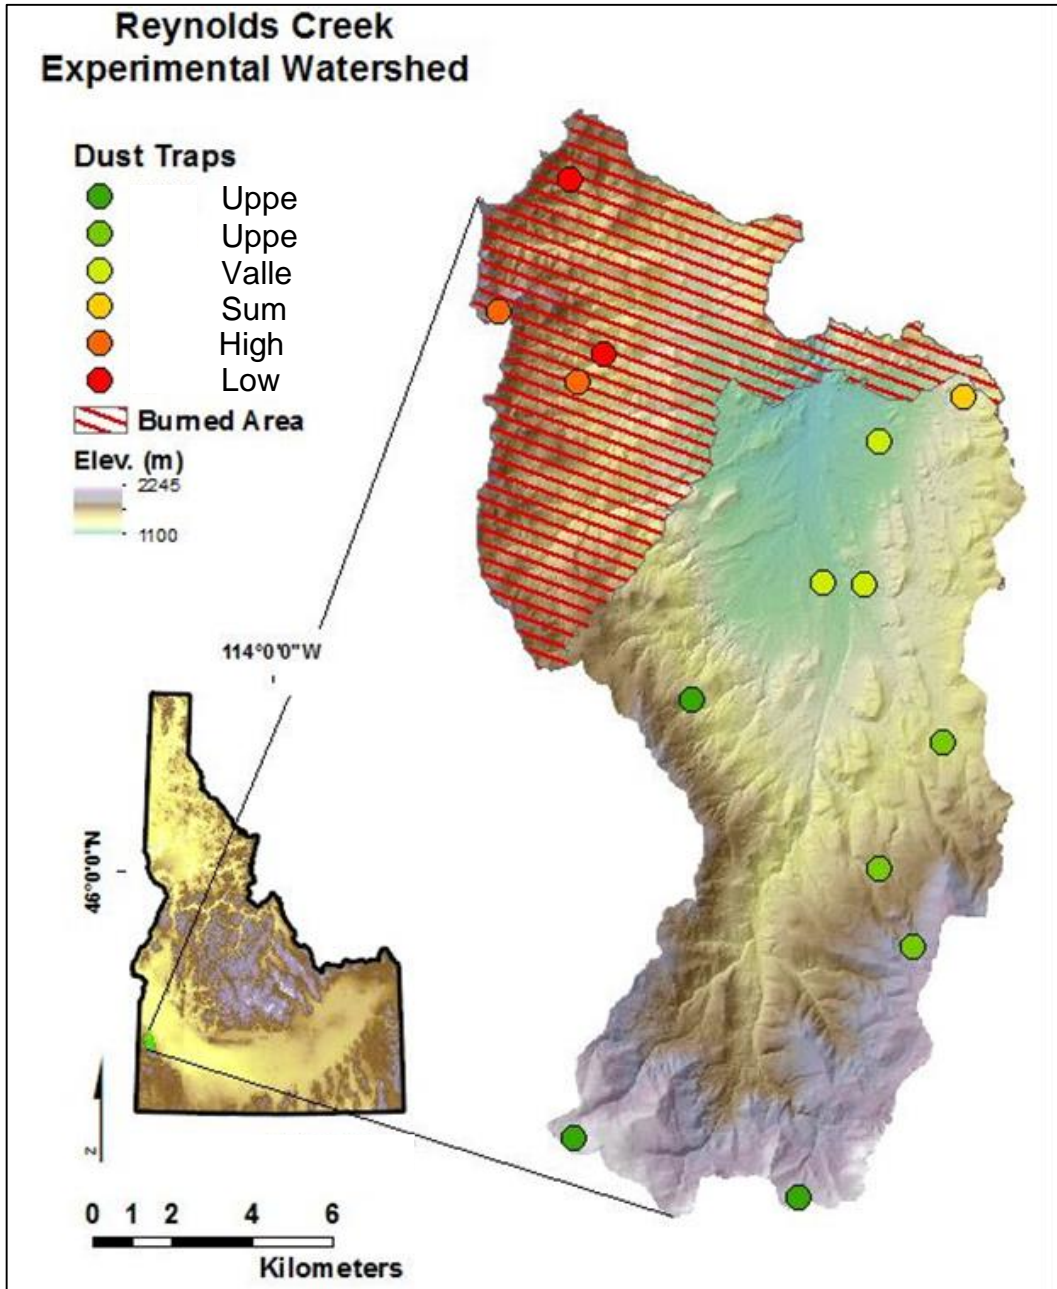 Reynolds Creek
Experimental Watershed
Dust Traps
Uppe
Uppe
Valle
Sum
High
Low
Burned Area
Elev. (m)
2245
1100
114°0'0"W
46°0'0"N
z
0 1 2 4 6
Kilometers